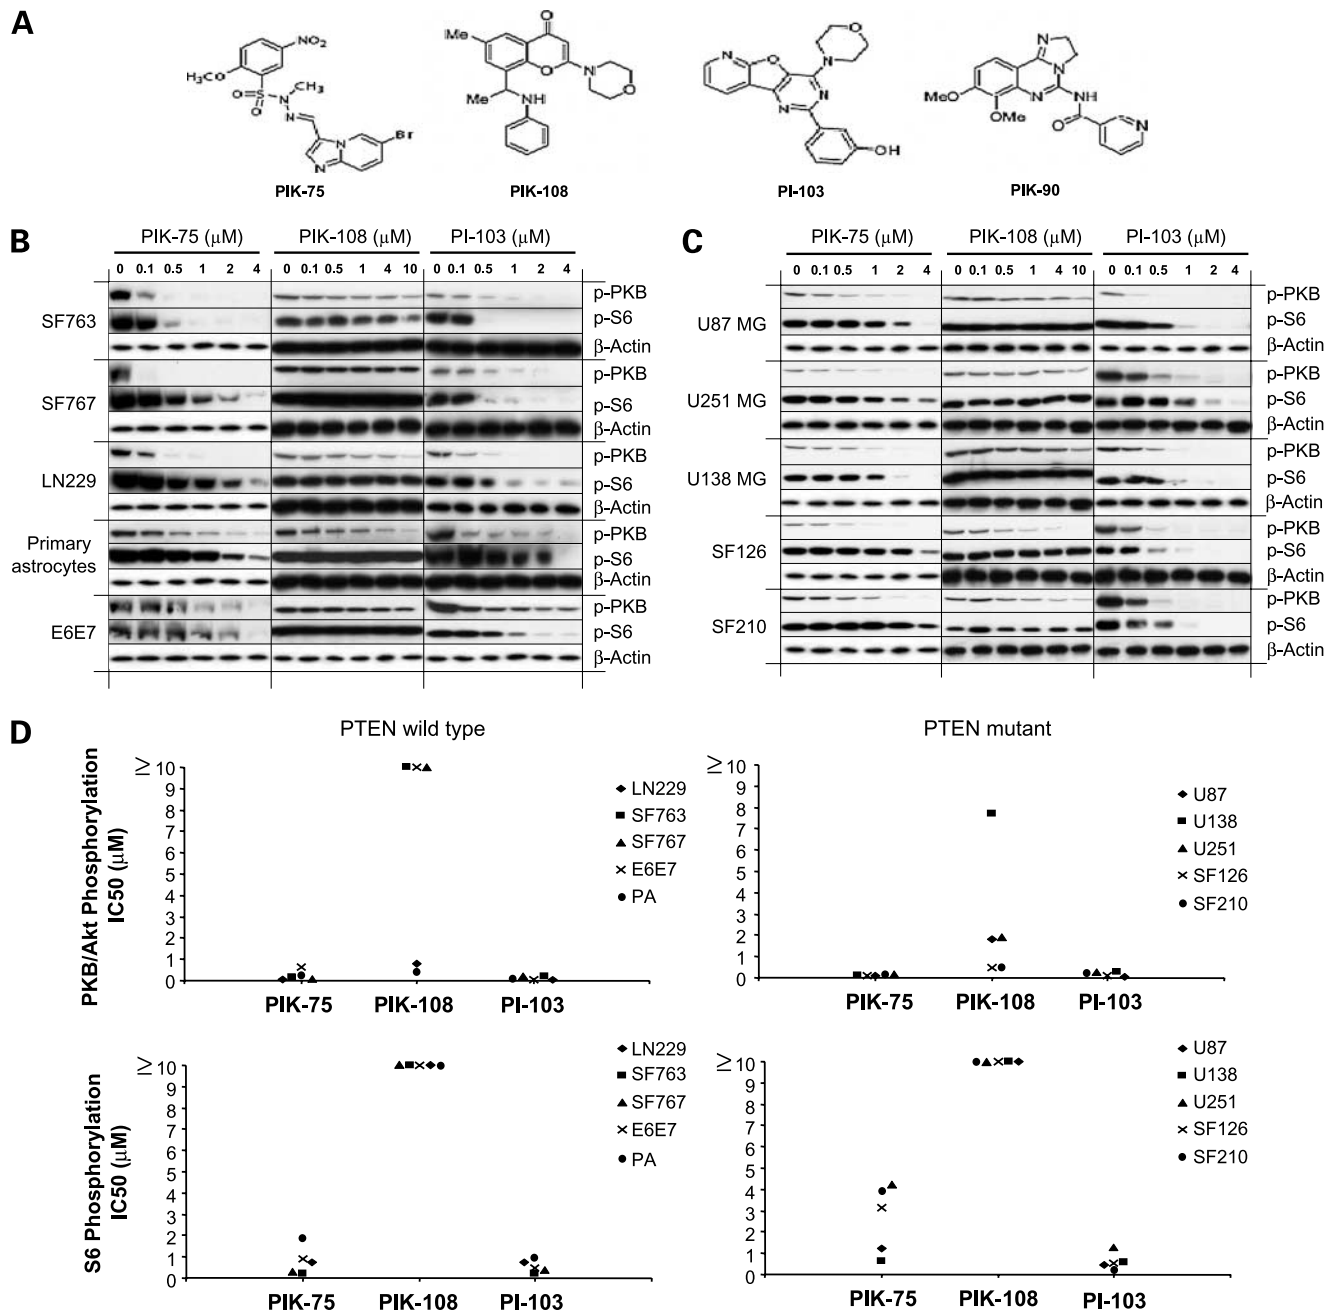 A
NO₂
H₃CO
O
S
O
N
CH₃
N
N
N
Br
PIK-75
Me
O
O
N
O
Me
NH
PIK-108
N
O
O
N
N
N
OH
PI-103
N
N
N
NH
MeO
OMe
O
N
PIK-90
B
PIK-75 (μM) PIK-108 (μM) PI-103 (μM)
0 0.1 0.5 1 2 4 0 0.1 0.5 1 4 10 0 0.1 0.5 1 2 4
p-PKB
SF763 p-S6
β-Actin
p-PKB
SF767 p-S6
β-Actin
p-PKB
LN229 p-S6
β-Actin
Primary p-PKB
astrocytes p-S6
β-Actin
p-PKB
E6E7 p-S6
β-Actin
C
PIK-75 (μM) PIK-108 (μM) PI-103 (μM)
0 0.1 0.5 1 2 4 0 0.1 0.5 1 4 10 0 0.1 0.5 1 2 4
p-PKB
U87 MG p-S6
β-Actin
p-PKB
U251 MG p-S6
β-Actin
p-PKB
U138 MG p-S6
β-Actin
p-PKB
SF126 p-S6
β-Actin
p-PKB
SF210 p-S6
β-Actin
D
PTEN wild type
PKB/Akt Phosphorylation
IC50 (μM)
≥ 10
9
8
7
6
5
4
3
2
1
0
PIK-75 PIK-108 PI-103
LN229
SF763
SF767
E6E7
PA
PTEN mutant
≥ 10
9
8
7
6
5
4
3
2
1
0
PIK-75 PIK-108 PI-103
U87
U138
U251
SF126
SF210
S6 Phosphorylation
IC50 (μM)
≥ 10
9
8
7
6
5
4
3
2
1
0
PIK-75 PIK-108 PI-103
LN229
SF763
SF767
E6E7
PA
≥ 10
9
8
7
6
5
4
3
2
1
0
PIK-75 PIK-108 PI-103
U87
U138
U251
SF126
SF210